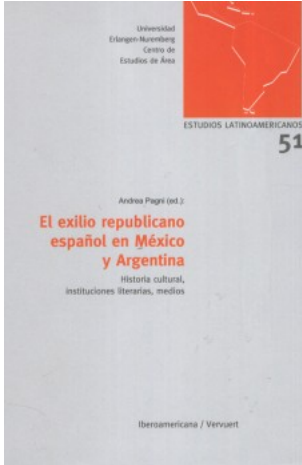 Universidad
Erlangen-Nuremberg
Centro de
Estudios de Área
ESTUDIOS LATINOAMERICANOS
51
Andrea Pagni (ed.):
El exilio republicano
español en México
y Argentina
Historia cultural,
instituciones literarias, medios
Iberoamericana / Vervuert